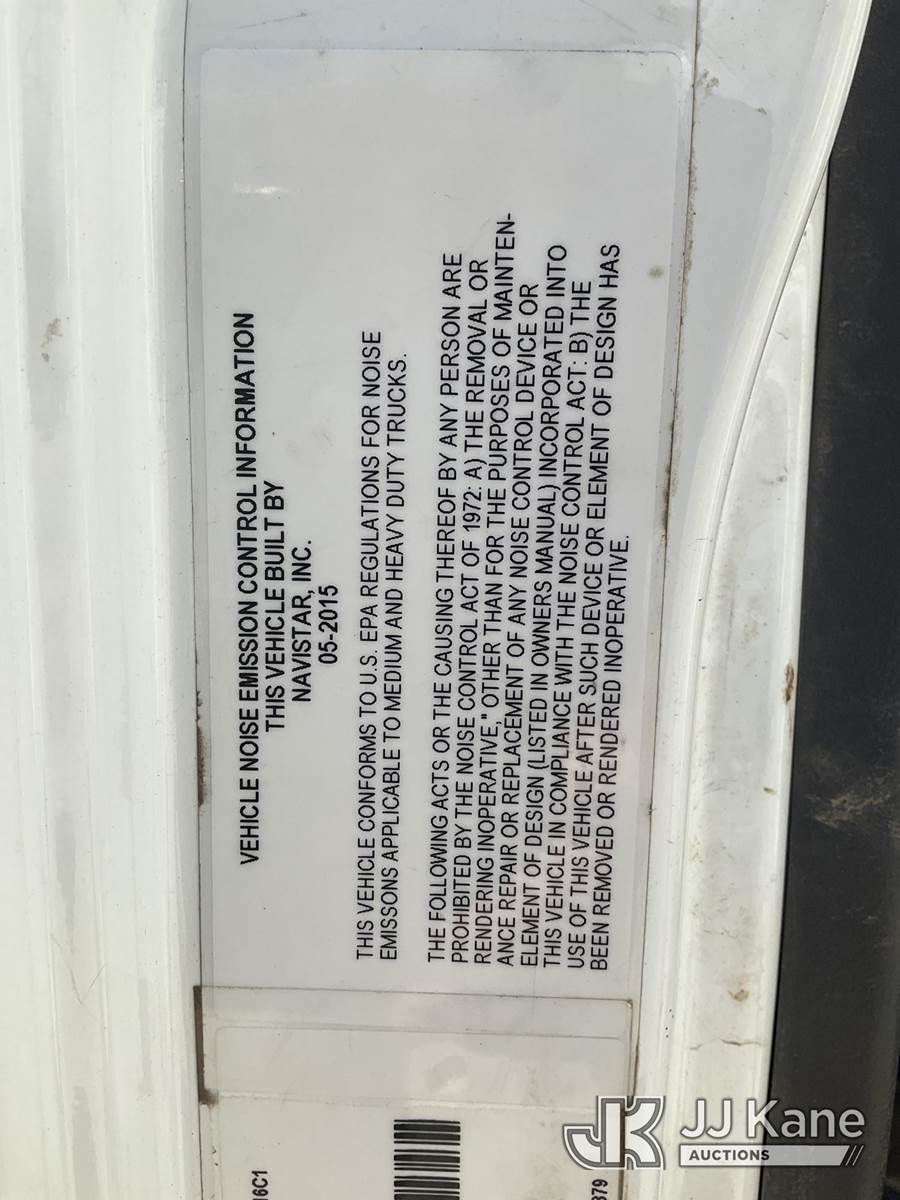 VEHICLE NOISE EMISSION CONTROL INFORMATION
THIS VEHICLE BUILT BY
NAVISTAR, INC.
05-2015
THIS VEHICLE CONFORMS TO U.S. EPA REGULATIONS FOR NOISE
EMISSONS APPLICABLE TO MEDIUM AND HEAVY DUTY TRUCKS.
THE FOLLOWING ACTS OR THE CAUSING THEREOF BY ANY PERSON ARE
PROHIBITED BY THE NOISE CONTROL ACT OF 1972: A) THE REMOVAL OR
RENDERING INOPERATIVE," OTHER THAN FOR THE PURPOSES OF MAINTEN-
ANCE REPAIR OR REPLACEMENT OF ANY NOISE CONTROL DEVICE OR
ELEMENT OF DESIGN (LISTED IN OWNERS MANUAL) INCORPORATED INTO
THIS VEHICLE IN COMPLIANCE WITH THE NOISE CONTROL ACT: B) THE
USE OF THIS VEHICLE AFTER SUCH DEVICE OR ELEMENT OF DESIGN HAS
BEEN REMOVED OR RENDERED INOPERATIVE.
16C1
JK JJ Kane
AUCTIONS